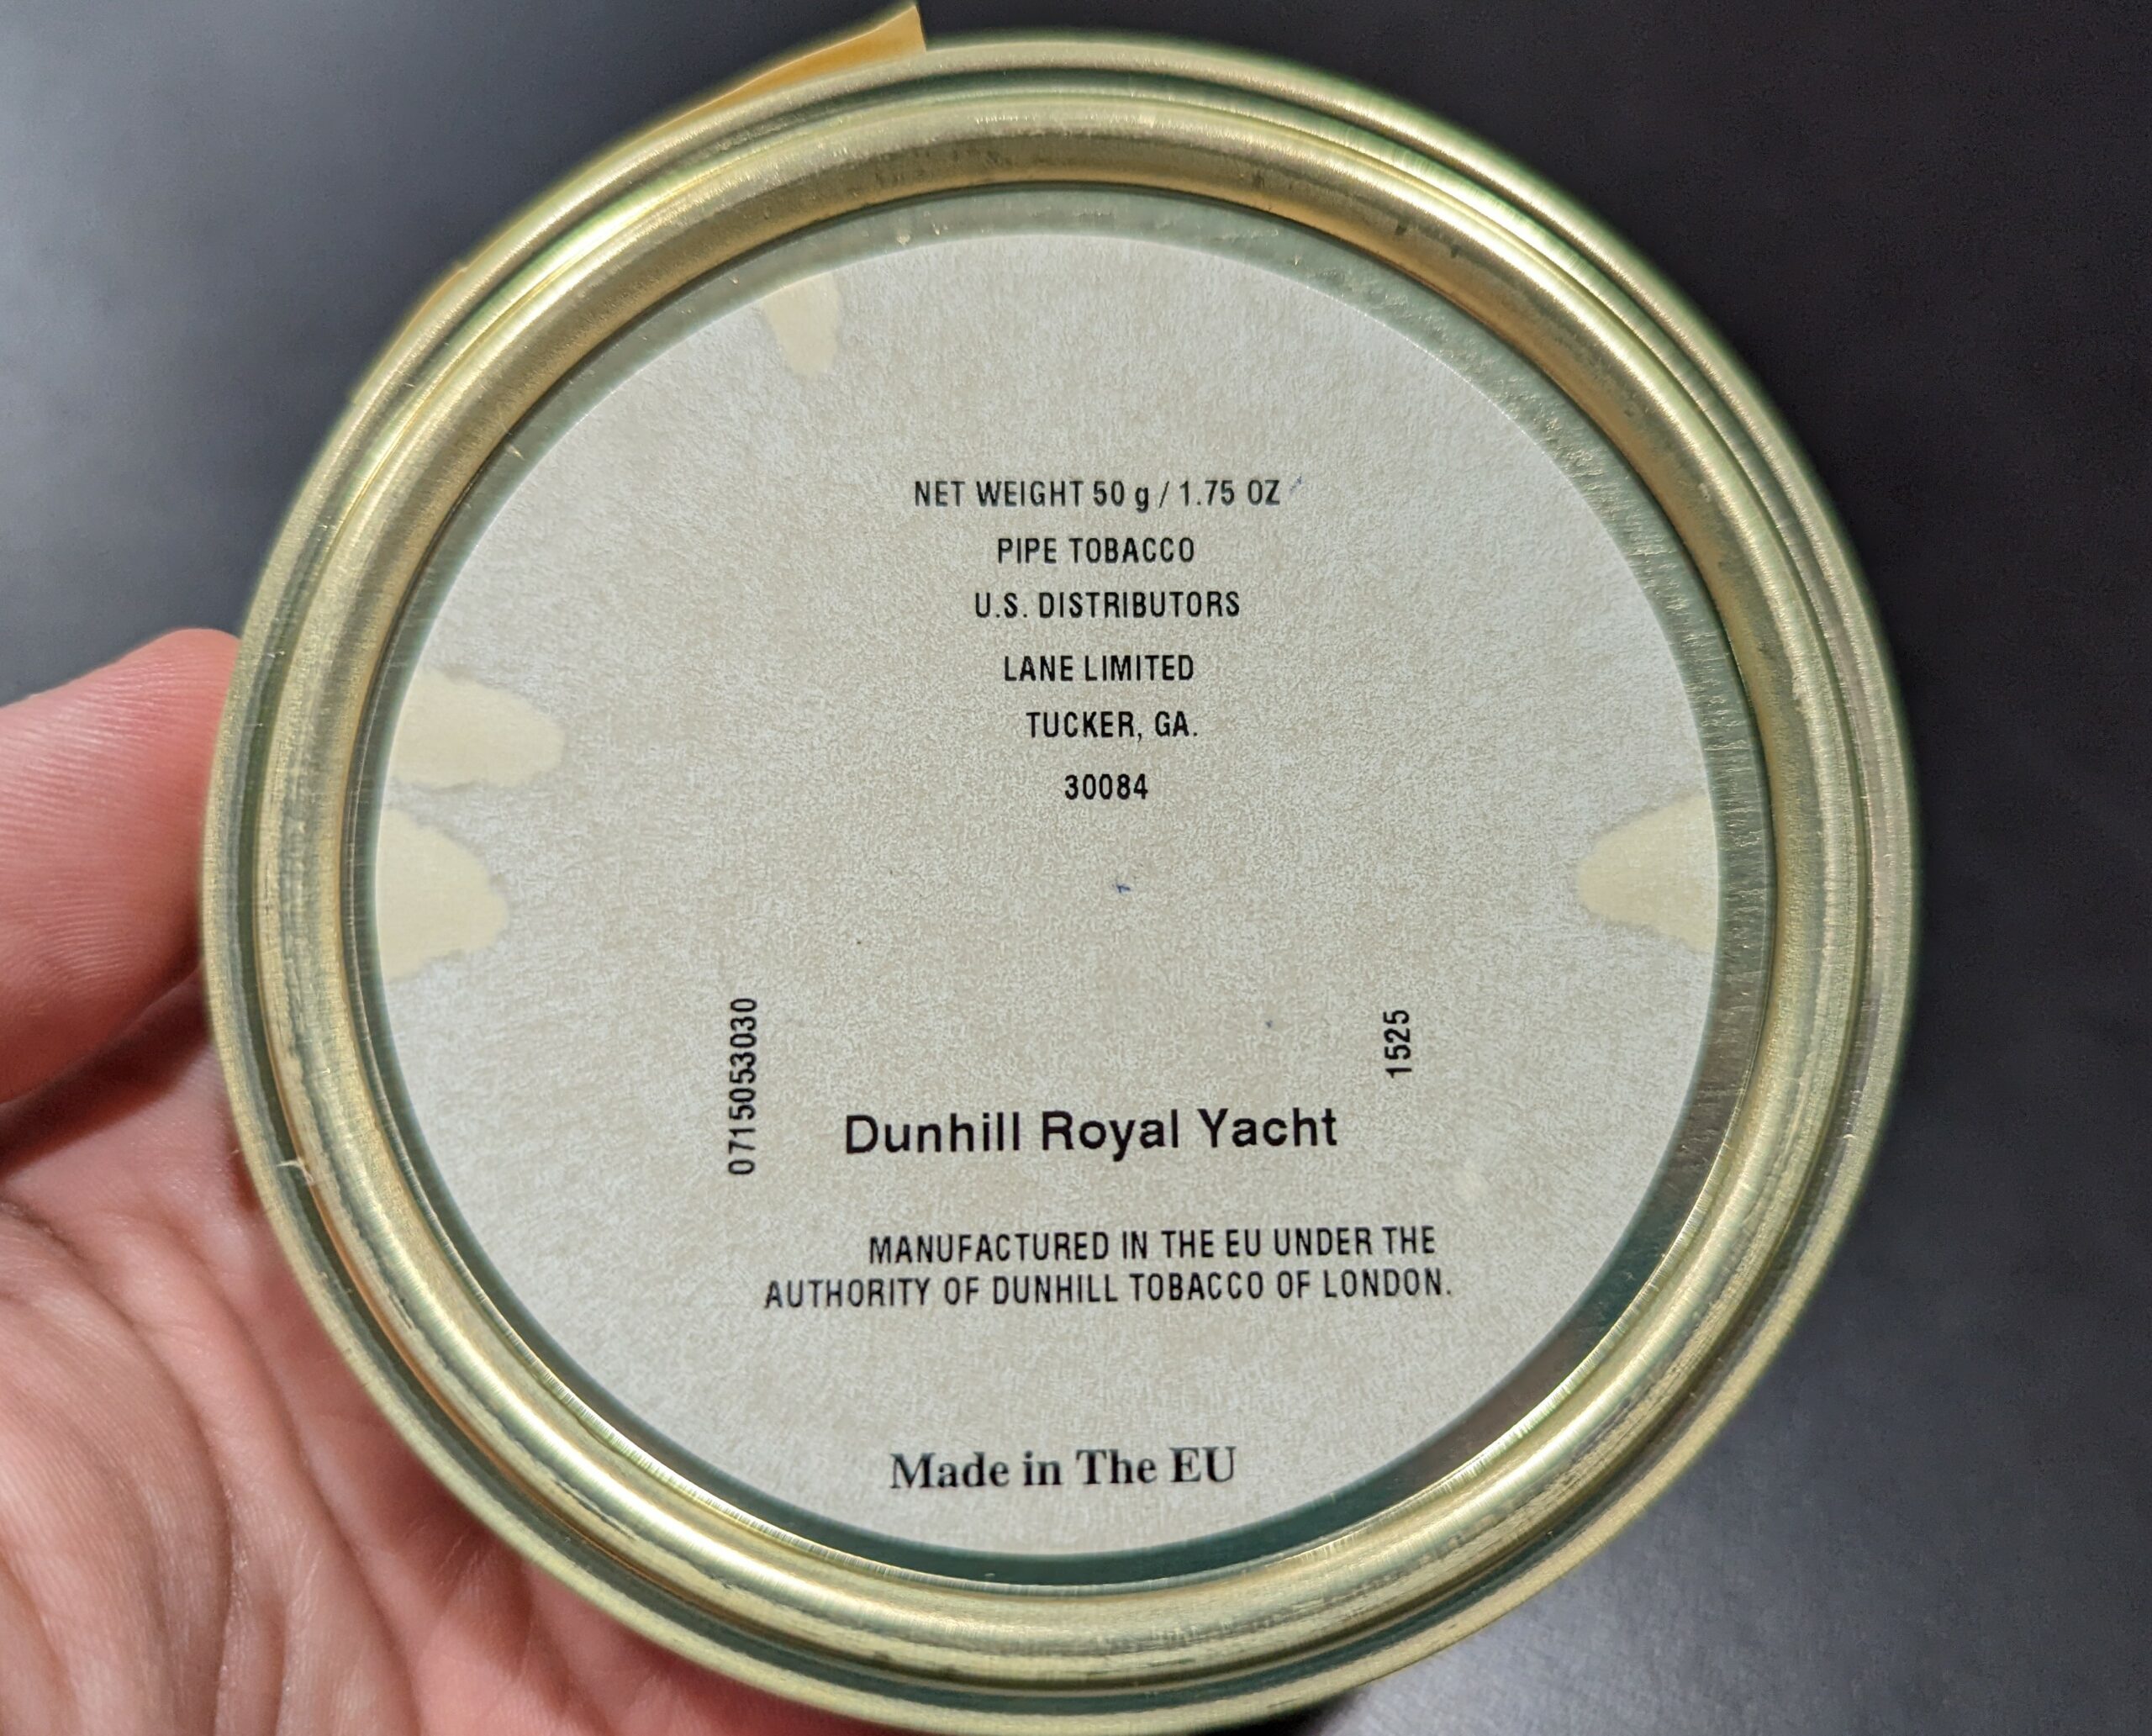 NET WEIGHT 50 g / 1.75 OZ
PIPE TOBACCO
U.S. DISTRIBUTORS
LANE LIMITED
TUCKER, GA.
30084
0715053030
1525
Dunhill Royal Yacht
MANUFACTURED IN THE EU UNDER THE
AUTHORITY OF DUNHILL TOBACCO OF LONDON.
Made in The EU